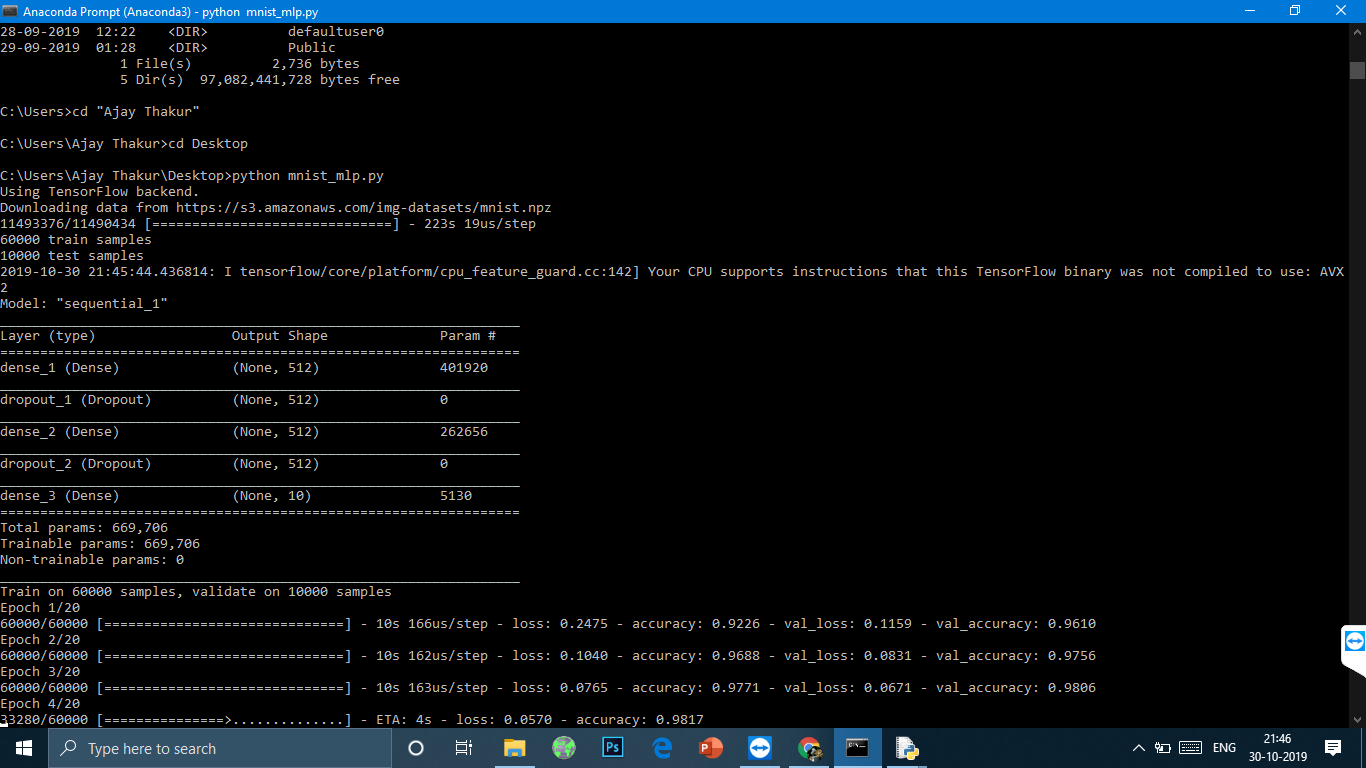 Anaconda Prompt (Anaconda3) - python  mnist_mlp.py
28-09-2019  12:22    <DIR>          defaultuser0
29-09-2019  01:28    <DIR>          Public
               1 File(s)          2,736 bytes
               5 Dir(s)  97,082,441,728 bytes free
C:\Users>cd "Ajay Thakur"
C:\Users\Ajay Thakur>cd Desktop
C:\Users\Ajay Thakur\Desktop>python mnist_mlp.py
Using TensorFlow backend.
Downloading data from https://s3.amazonaws.com/img-datasets/mnist.npz
11493376/11490434 [==============================] - 223s 19us/step
60000 train samples
10000 test samples
2019-10-30 21:45:44.436814: I tensorflow/core/platform/cpu_feature_guard.cc:142] Your CPU supports instructions that this TensorFlow binary was not compiled to use: AVX
2
Model: "sequential_1"
_________________________________________________________________
Layer (type)                 Output Shape              Param #
=================================================================
dense_1 (Dense)              (None, 512)               401920
_________________________________________________________________
dropout_1 (Dropout)          (None, 512)               0
_________________________________________________________________
dense_2 (Dense)              (None, 512)               262656
_________________________________________________________________
dropout_2 (Dropout)          (None, 512)               0
_________________________________________________________________
dense_3 (Dense)              (None, 10)                5130
=================================================================
Total params: 669,706
Trainable params: 669,706
Non-trainable params: 0
_________________________________________________________________
Train on 60000 samples, validate on 10000 samples
Epoch 1/20
60000/60000 [==============================] - 10s 166us/step - loss: 0.2475 - accuracy: 0.9226 - val_loss: 0.1159 - val_accuracy: 0.9610
Epoch 2/20
60000/60000 [==============================] - 10s 162us/step - loss: 0.1040 - accuracy: 0.9688 - val_loss: 0.0831 - val_accuracy: 0.9756
Epoch 3/20
60000/60000 [==============================] - 10s 163us/step - loss: 0.0765 - accuracy: 0.9771 - val_loss: 0.0671 - val_accuracy: 0.9806
Epoch 4/20
33280/60000 [===============>..............] - ETA: 4s - loss: 0.0570 - accuracy: 0.9817
Type here to search
Ps
ENG
21:46
30-10-2019